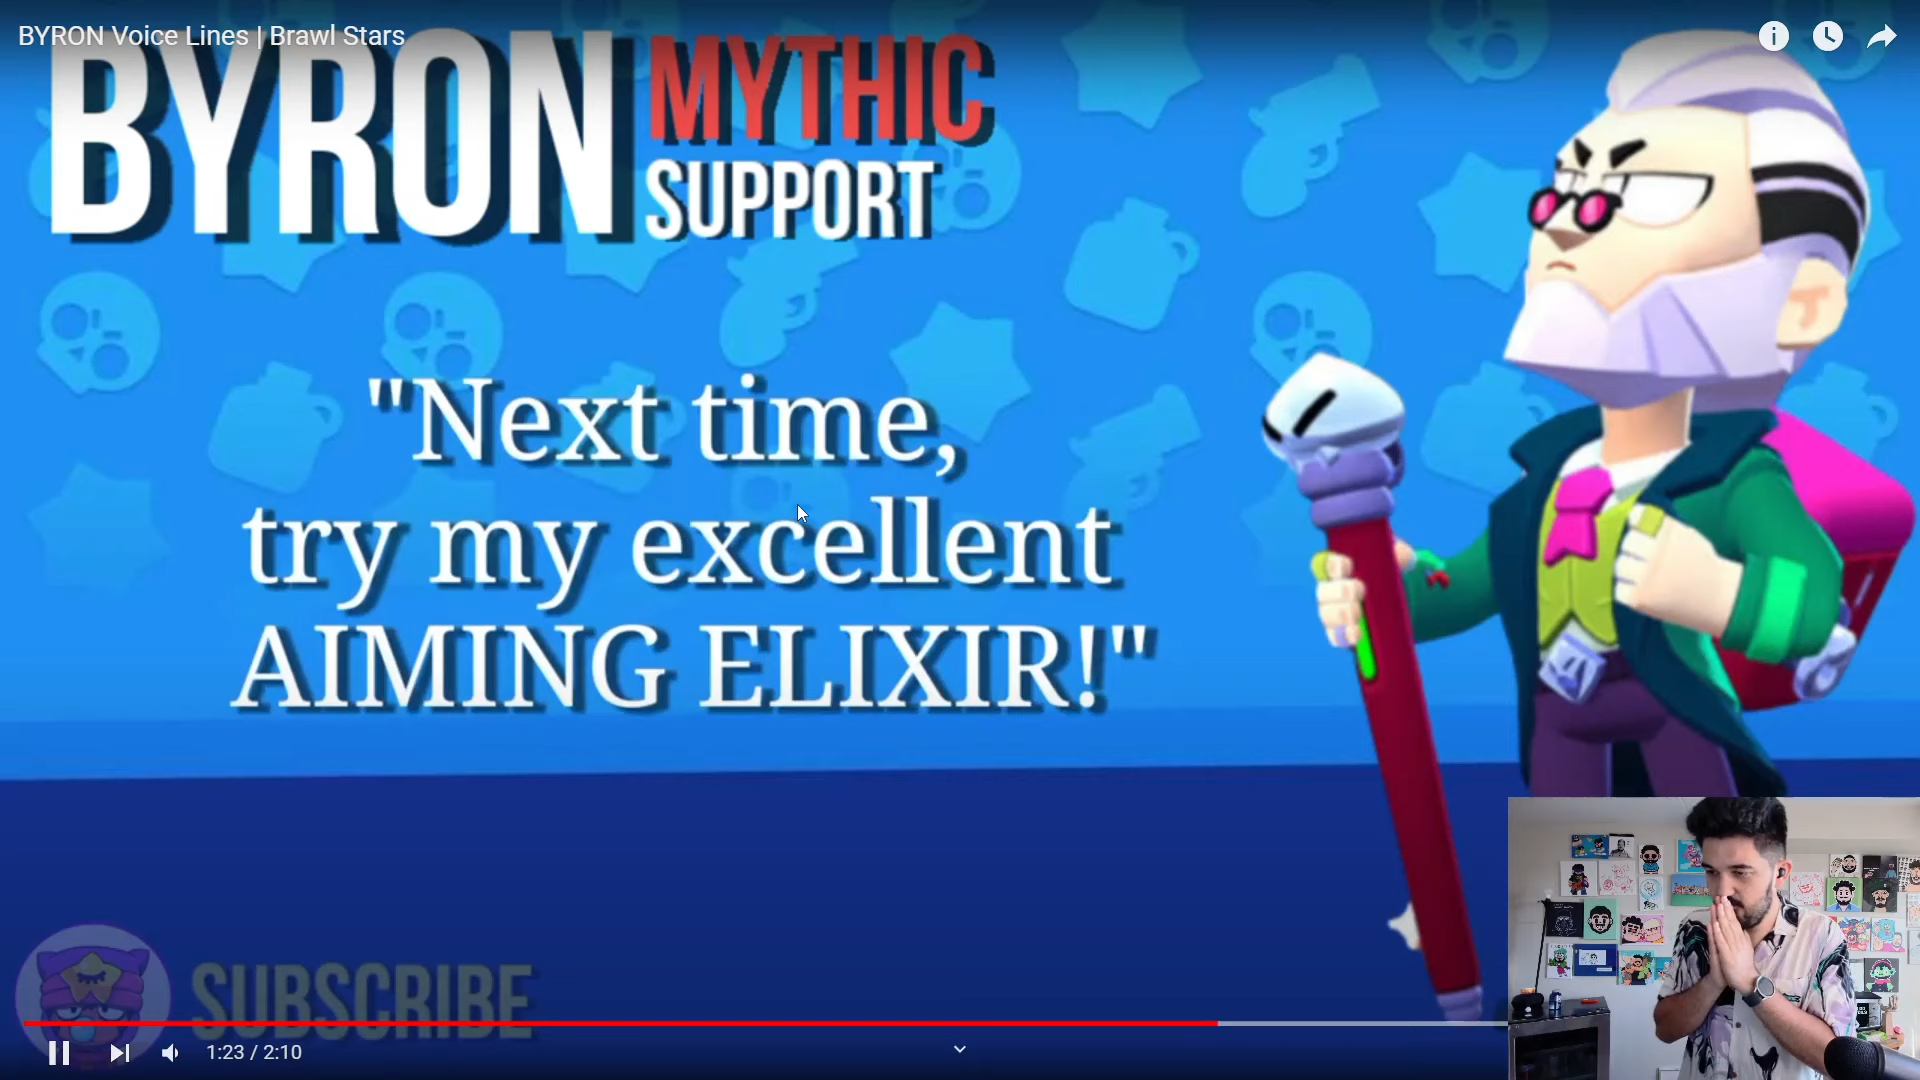 BYRON Voice Lines | Brawl Stars
BYRON MYTHIC
SUPPORT
"Next time,
try my excellent
AIMING ELIXIR!"
SUBSCRIBE
1:23 / 2:10